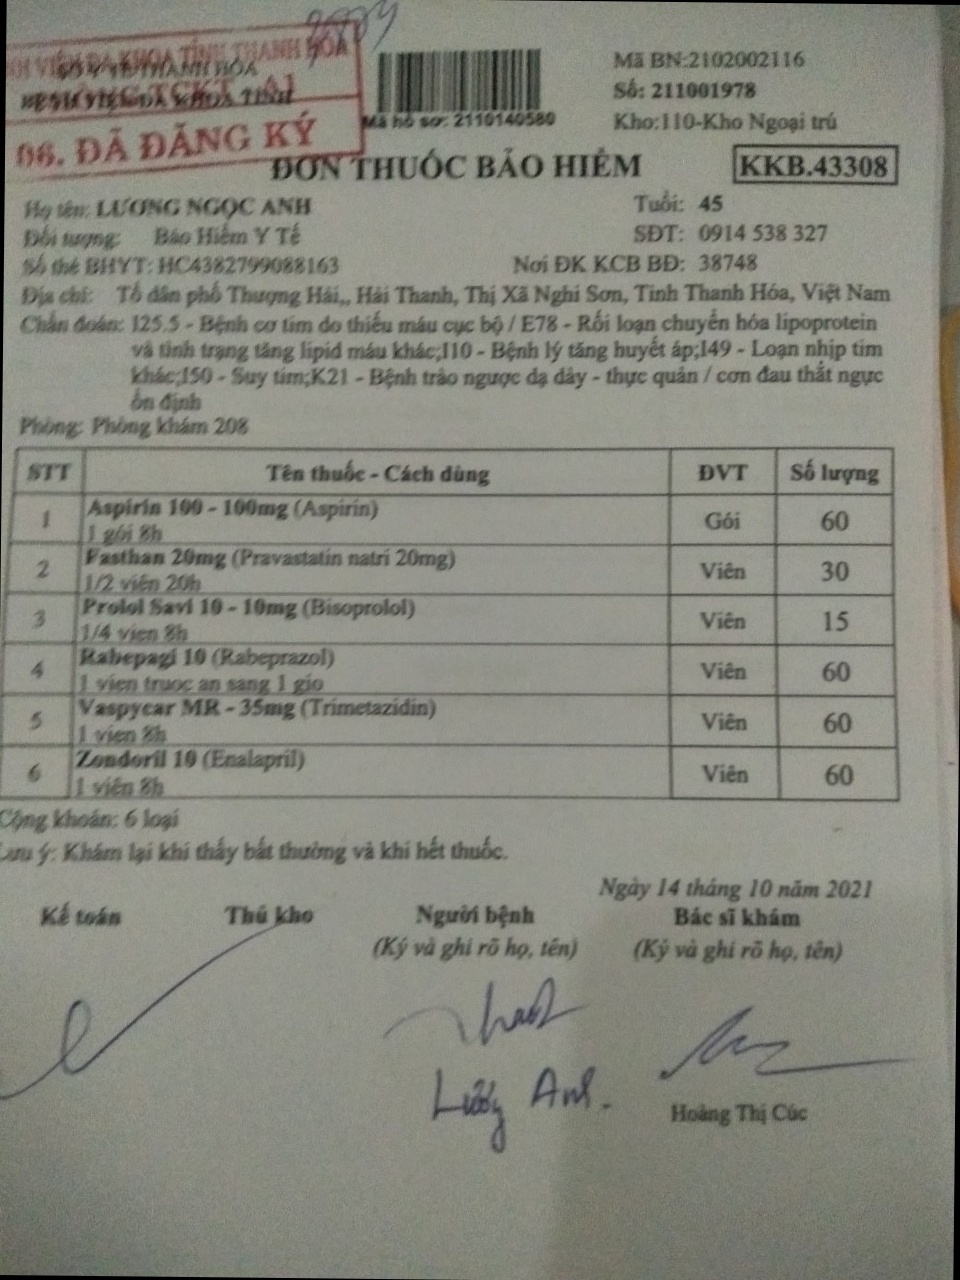 BỆNH VIỆN ĐA KHOA TỈNH THANH HÓA
SỞ Y TẾ THANH HÓA
BỆNH VIỆN ĐA KHOA TỈNH
PHÒNG TCKT
06. ĐÃ ĐĂNG KÝ
Mã hồ sơ: 2110140580
Mã BN:2102002116
Số: 211001978
Kho:110-Kho Ngoại trú
ĐƠN THUỐC BẢO HIỂM
KKB.43308
Họ tên: LƯƠNG NGỌC ANH
Tuổi: 45
Đối tượng: Bảo Hiểm Y Tế
SĐT: 0914 538 327
Số thẻ BHYT: HC4382799088163
Nơi ĐK KCB BĐ: 38748
Địa chỉ: Tổ dân phố Thượng Hải,, Hải Thanh, Thị Xã Nghi Sơn, Tỉnh Thanh Hóa, Việt Nam
Chẩn đoán: I25.5 - Bệnh cơ tim do thiếu máu cục bộ / E78 - Rối loạn chuyển hóa lipoprotein
và tình trạng tăng lipid máu khác;I10 - Bệnh lý tăng huyết áp;I49 - Loạn nhịp tim
khác;I50 - Suy tim;K21 - Bệnh trào ngược dạ dày - thực quản / cơn đau thắt ngực
ổn định
Phòng: Phòng khám 208
STT Tên thuốc - Cách dùng ĐVT Số lượng
1 Aspirin 100 - 100mg (Aspirin) Gói 60
1 gói 8h
2 Fasthan 20mg (Pravastatin natri 20mg) Viên 30
1/2 viên 20h
3 Prolol Savi 10 - 10mg (Bisoprolol) Viên 15
1/4 vien 8h
4 Rabepagi 10 (Rabeprazol) Viên 60
1 vien truoc an sang 1 gio
5 Vaspycar MR - 35mg (Trimetazidin) Viên 60
1 vien 8h
6 Zondoril 10 (Enalapril) Viên 60
1 viên 8h
Cộng khoản: 6 loại
Lưu ý: Khám lại khi thấy bất thường và khi hết thuốc.
Ngày 14 tháng 10 năm 2021
Kế toán Thủ kho Người bệnh Bác sĩ khám
(Ký và ghi rõ họ, tên) (Ký và ghi rõ họ, tên)
Anh.
Hoàng Thị Cúc